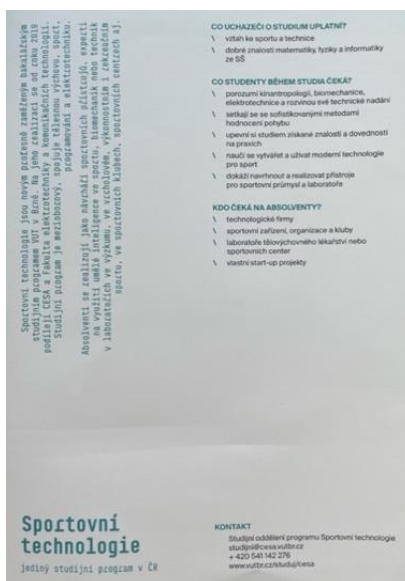 Sportovní technologie jsou novým profesně zaměřeným bakalářským
studijním programem VUT v Brně. Na jeho realizaci se od roku 2019
podílejí CESA a Fakulta elektrotechniky a komunikačních technologií.
Studijní program je mezioborový, spojuje tělesnou výchovu, sport,
programování a elektrotechniku.
Absolventi se realizují jako návrháři sportovních přístrojů, experti
na využití umělé inteligence ve sportu, biomechanik nebo technik
v laboratořích ve výzkumu, ve vrcholovém, výkonnostním i rekreačním
sportu, ve sportovních klubech, sportovních centrech aj.
CO UCHAZEČI O STUDIUM UPLATNÍ?
\ vztah ke sportu a technice
\ dobré znalosti matematiky, fyziky a informatiky
ze SŠ
CO STUDENTY BĚHEM STUDIA ČEKÁ?
\ porozumí kinantropologii, biomechanice,
elektrotechnice a rozvinou své technické nadání
\ setkají se se sofistikovanými metodami
hodnocení pohybu
\ upevní si studiem získané znalosti a dovednosti
na praxích
\ naučí se vytvářet a užívat moderní technologie
pro sport
\ dokáží navrhnout a realizovat přístroje
pro sportovní průmysl a laboratoře
KDO ČEKÁ NA ABSOLVENTY?
\ technologické firmy
\ sportovní zařízení, organizace a kluby
\ laboratoře tělovýchovného lékařství nebo
sportovních center
\ vlastní start-up projekty
Sportovní
technologie
jediný studijní program v ČR
KONTAKT
Studijní oddělení programu Sportovní technologie
studijni@cesa.vutbr.cz
+ 420 541 142 276
www.vutbr.cz/studuj/cesa